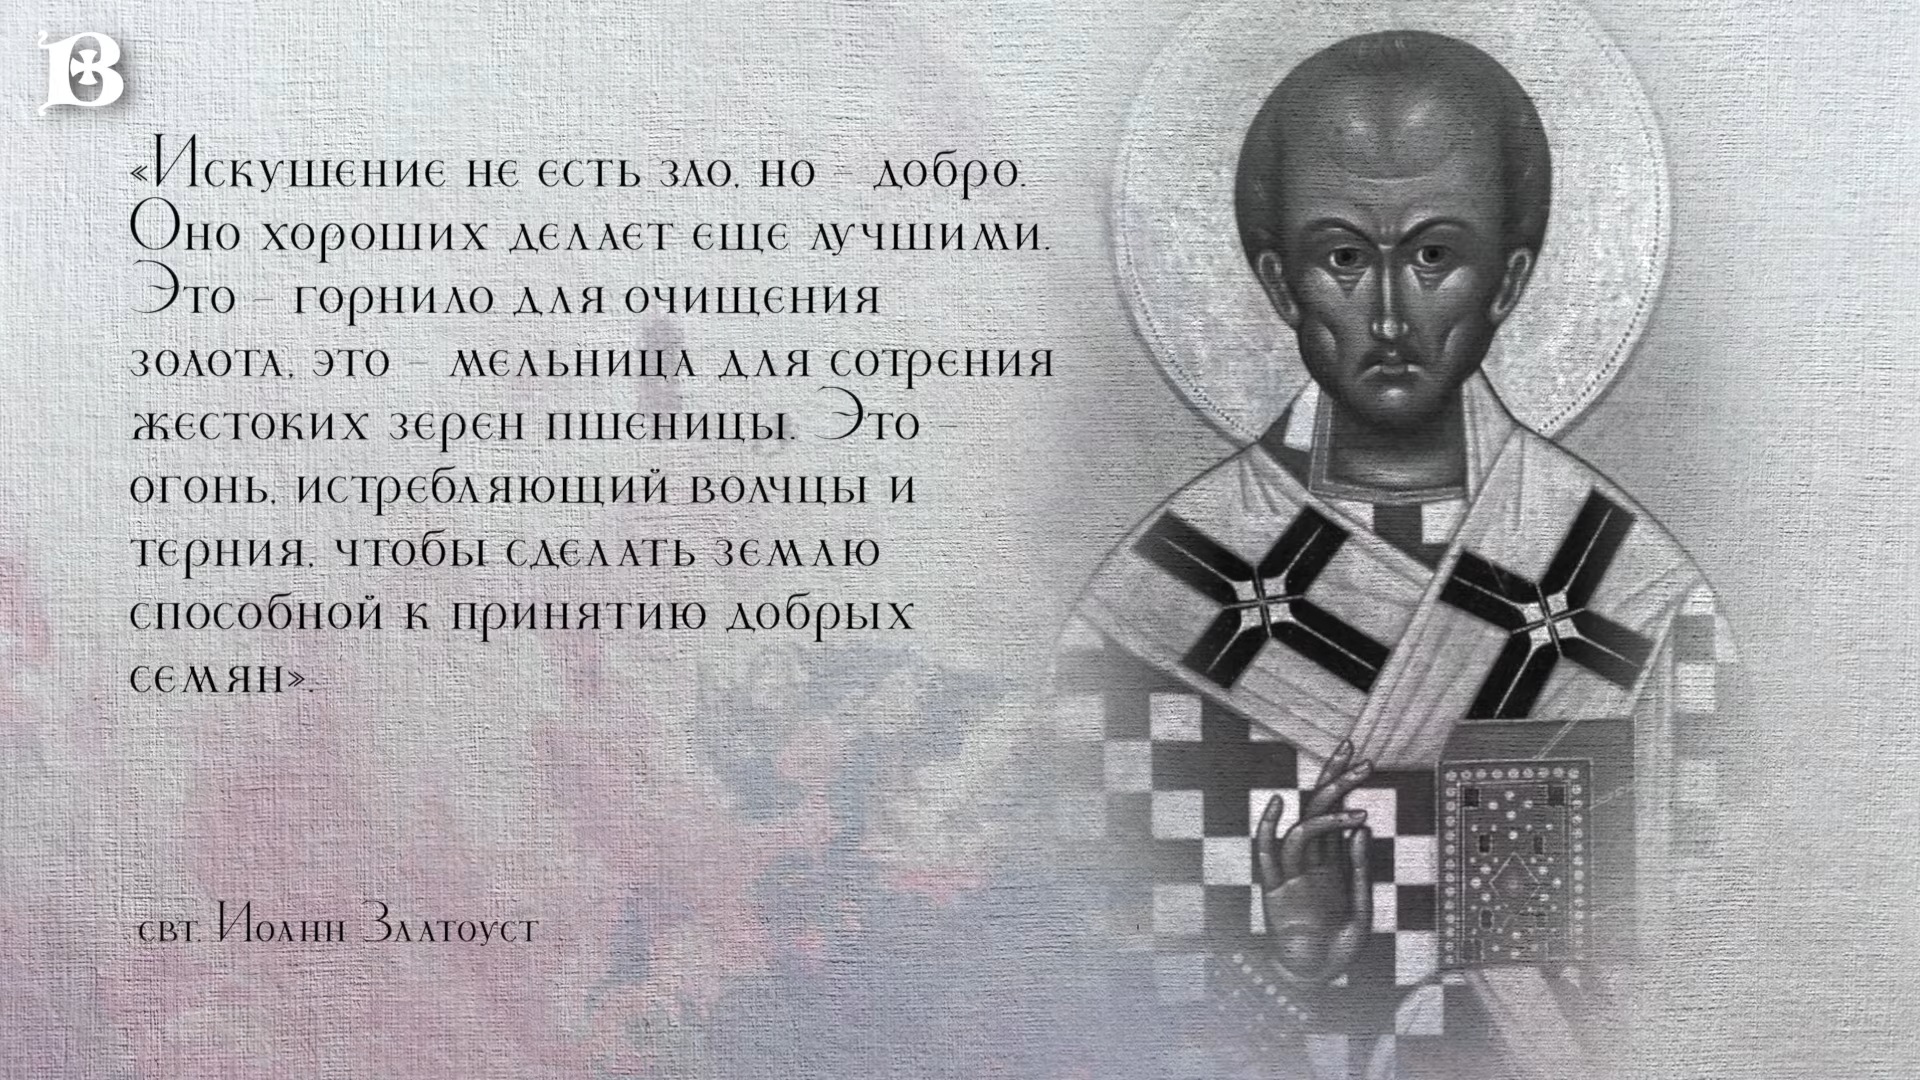 В
«Искушение не есть зло, но – добро.
Оно хороших делает еще лучшими.
Это – горнило для очищения
золота, это – мельница для сотрения
жестоких зерен пшеницы. Это –
огонь, истребляющий волчцы и
терния, чтобы сделать землю
способной к принятию добрых
семян».
свт. Иоанн Златоуст